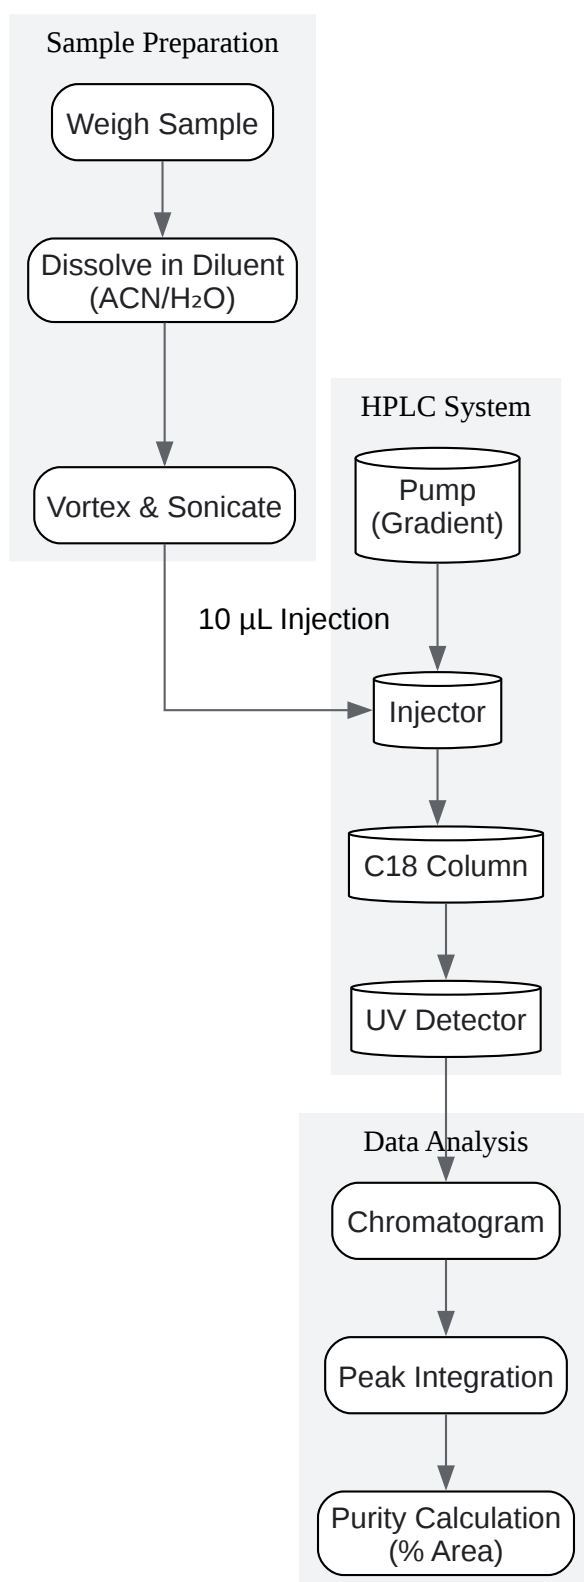 Sample Preparation
Weigh Sample
Dissolve in Diluent
(ACN/H₂O)
Vortex & Sonicate
HPLC System
Pump
(Gradient)
10 µL Injection
Injector
C18 Column
UV Detector
Data Analysis
Chromatogram
Peak Integration
Purity Calculation
(% Area)